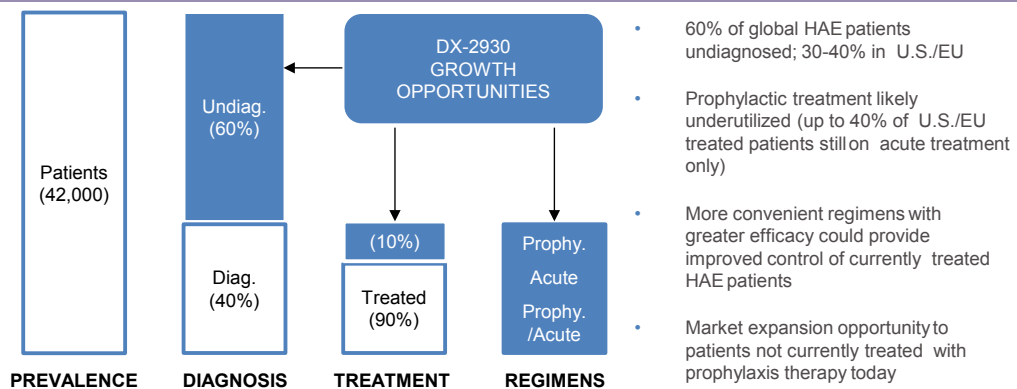 Patients
(42,000)
PREVALENCE
Undiag.
(60%)
Diag.
(40%)
DIAGNOSIS
DX-2930
GROWTH
OPPORTUNITIES
(10%)
Treated
(90%)
TREATMENT
Prophy.
Acute
Prophy.
/Acute
REGIMENS
• 60% of global HAE patients
undiagnosed; 30-40% in U.S./EU
• Prophylactic treatment likely
underutilized (up to 40% of U.S./EU
treated patients still on acute treatment
only)
• More convenient regimens with
greater efficacy could provide
improved control of currently treated
HAE patients
• Market expansion opportunity to
patients not currently treated with
prophylaxis therapy today